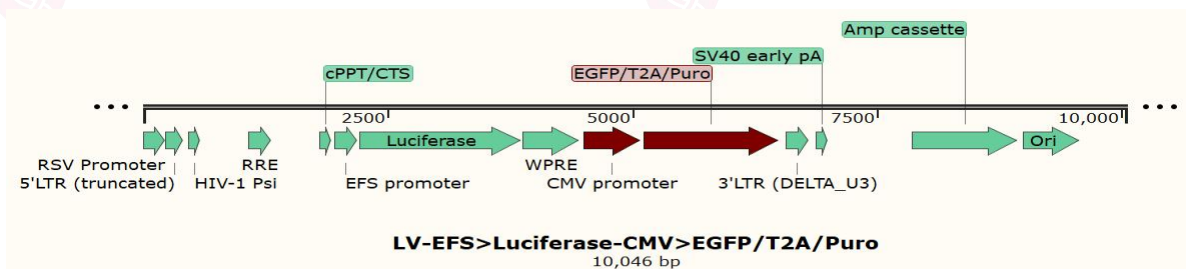 Amp cassette
SV40 early pA
cPPT/CTS EGFP/T2A/Puro
2500 5000 7500 10,000
Luciferase Ori
RSV Promoter RRE WPRE
5'LTR (truncated) HIV-1 Psi EFS promoter CMV promoter 3'LTR (DELTA_U3)
LV-EFS>Luciferase-CMV>EGFP/T2A/Puro
10,046 bp